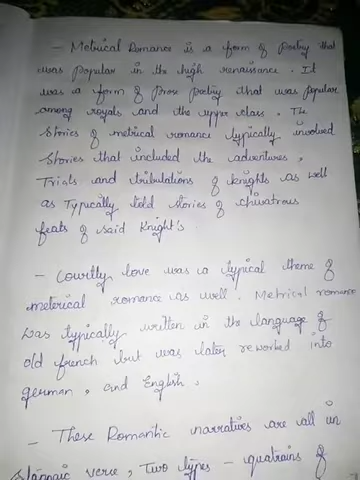 - Metrical Romance is a form of Poetry that
was popular in the high renaissance. It
was a form of Prose poetry that was popular
among royals and the upper class. The
stories of metrical romance typically involved
stories that included the adventures,
Trials and tribulations of knights as well
as Typically told stories of chivalrous
feats of said Knight's
- Courtly love was a typical theme of
meterical romance as well. Metrical romance
was typically written in the language of
old french but was later reworked into
german, and English.
- These Romantic narratives are all in
verse, Two types - quatrains of